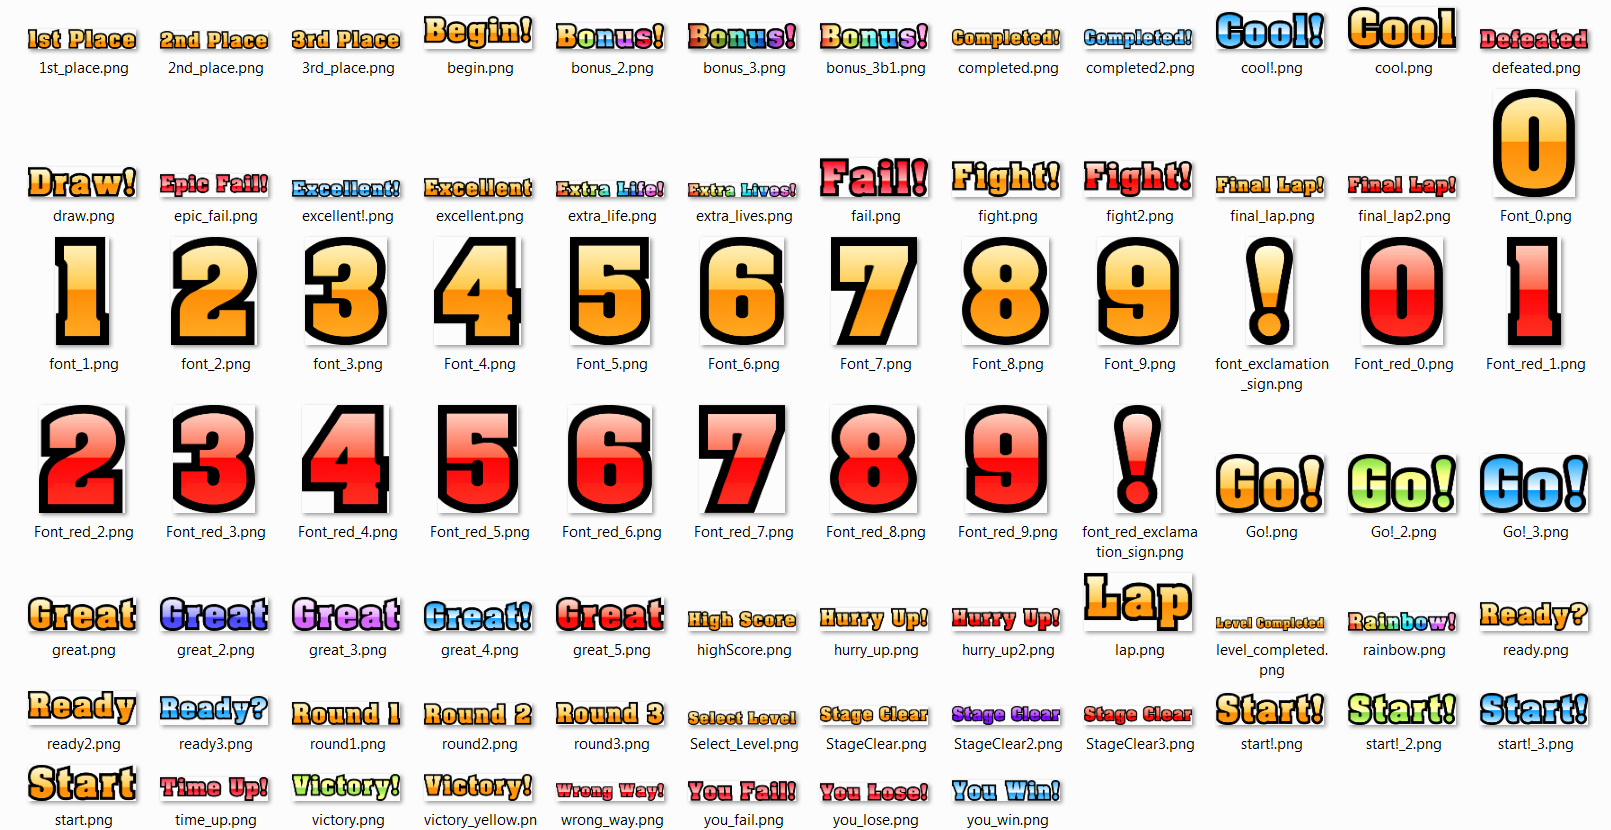 1st Place 2nd Place 3rd Place Begin! Bonus! Bonus! Bonus! Completed! Completed! Cool! Cool Defeated
1st_place.png 2nd_place.png 3rd_place.png begin.png bonus_2.png bonus_3.png bonus_3b1.png completed.png completed2.png cool!.png cool.png defeated.png
Draw! Epic Fail! Excellent! Excellent Extra Life! Extra Lives! Fail! Fight! Fight! Final Lap! Final Lap! 0
draw.png epic_fail.png excellent!.png excellent.png extra_life.png extra_lives.png fail.png fight.png fight2.png final_lap.png final_lap2.png Font_0.png
1 2 3 4 5 6 7 8 9 ! 0 1
font_1.png font_2.png font_3.png Font_4.png Font_5.png Font_6.png Font_7.png Font_8.png Font_9.png font_exclamation Font_red_0.png Font_red_1.png
_sign.png
2 3 4 5 6 7 8 9 ! Go! Go! Go!
Font_red_2.png Font_red_3.png Font_red_4.png Font_red_5.png Font_red_6.png Font_red_7.png Font_red_8.png Font_red_9.png font_red_exclama Go!.png Go!_2.png Go!_3.png
tion_sign.png
Great Great Great Great! Great High Score Hurry Up! Hurry Up! Lap Level Completed Rainbow! Ready?
great.png great_2.png great_3.png great_4.png great_5.png highScore.png hurry_up.png hurry_up2.png lap.png level_completed. rainbow.png ready.png
png
Ready Ready? Round 1 Round 2 Round 3 Select Level Stage Clear Stage Clear Stage Clear Start! Start! Start!
ready2.png ready3.png round1.png round2.png round3.png Select_Level.png StageClear.png StageClear2.png StageClear3.png start!.png start!_2.png start!_3.png
Start Time Up! Victory! Victory! Wrong Way! You Fail! You Lose! You Win!
start.png time_up.png victory.png victory_yellow.pn wrong_way.png you_fail.png you_lose.png you_win.png